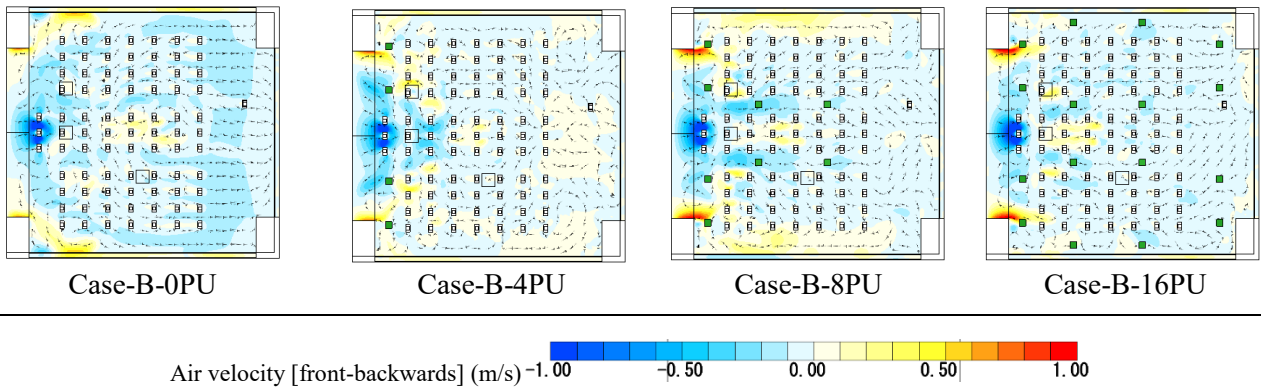 Case-B-0PU Case-B-4PU Case-B-8PU Case-B-16PU
Air velocity [front-backwards] (m/s) -1.00 -0.50 0.00 0.50 1.00